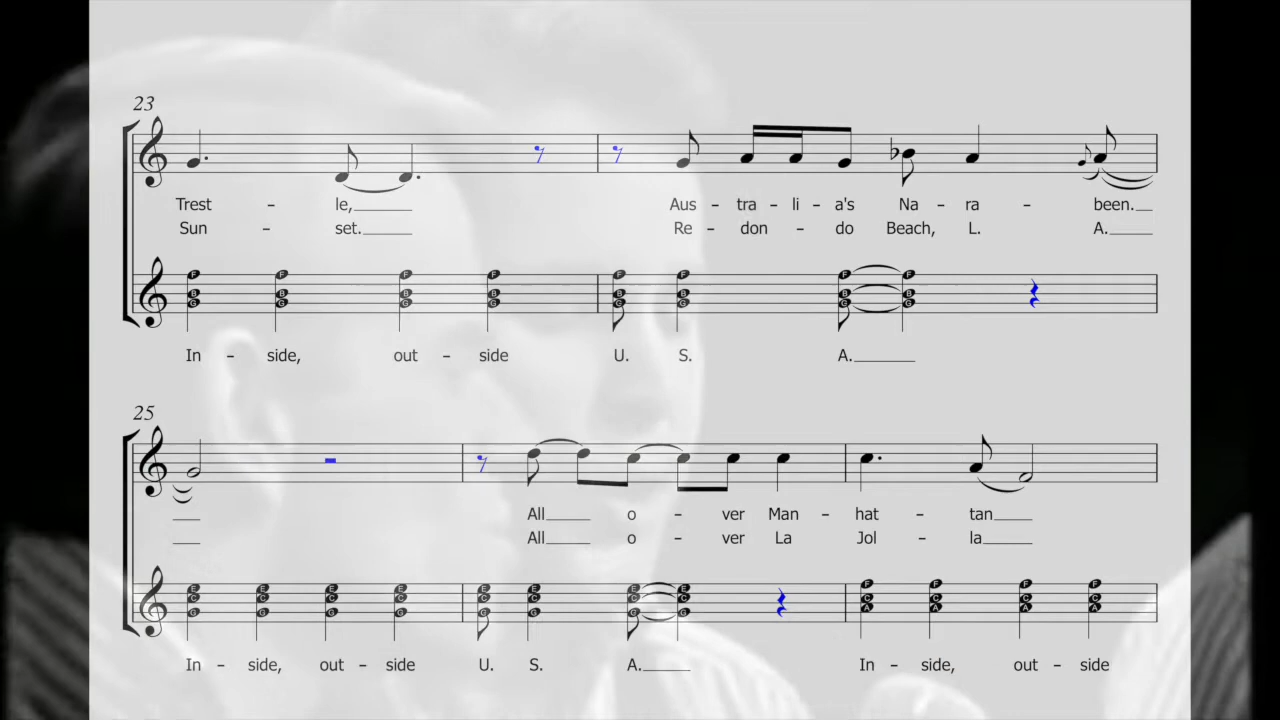 23
Trest - le,
Sun - set.
Aus - tra - li - a's Na - ra - been.
Re - don - do Beach, L. A.
F F F F F F F F
B B B B B B B B
G G G G G G G G
In - side, out - side U. S. A.
25
All o - ver Man - hat - tan
All o - ver La Jol - la
E E E E E E E E F F F F
C C C C C C C C C C C C
G G G G G G G G A A A A
In - side, out - side U. S. A. In - side, out - side